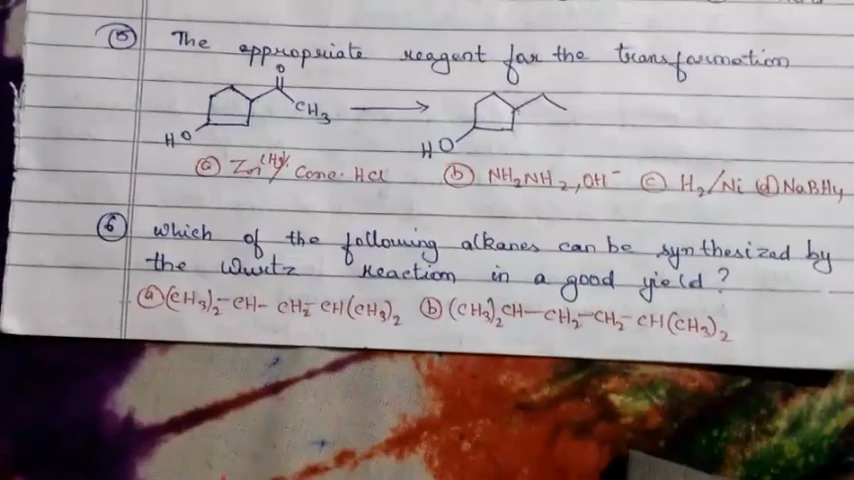 15 The appropriate reagent for the transformation
O
CH3
HO
HO
(a) Zn(Hg)/ Conc. HCl (b) NH2NH2, OH- (c) H2/Ni (d) NaBH4
6 which of the following alkanes can be synthesized by
the Wurtz reaction in a good yield?
(a) (CH3)2-CH-CH2-CH(CH3)2 (b) (CH3)2CH-CH2-CH2-CH(CH3)2